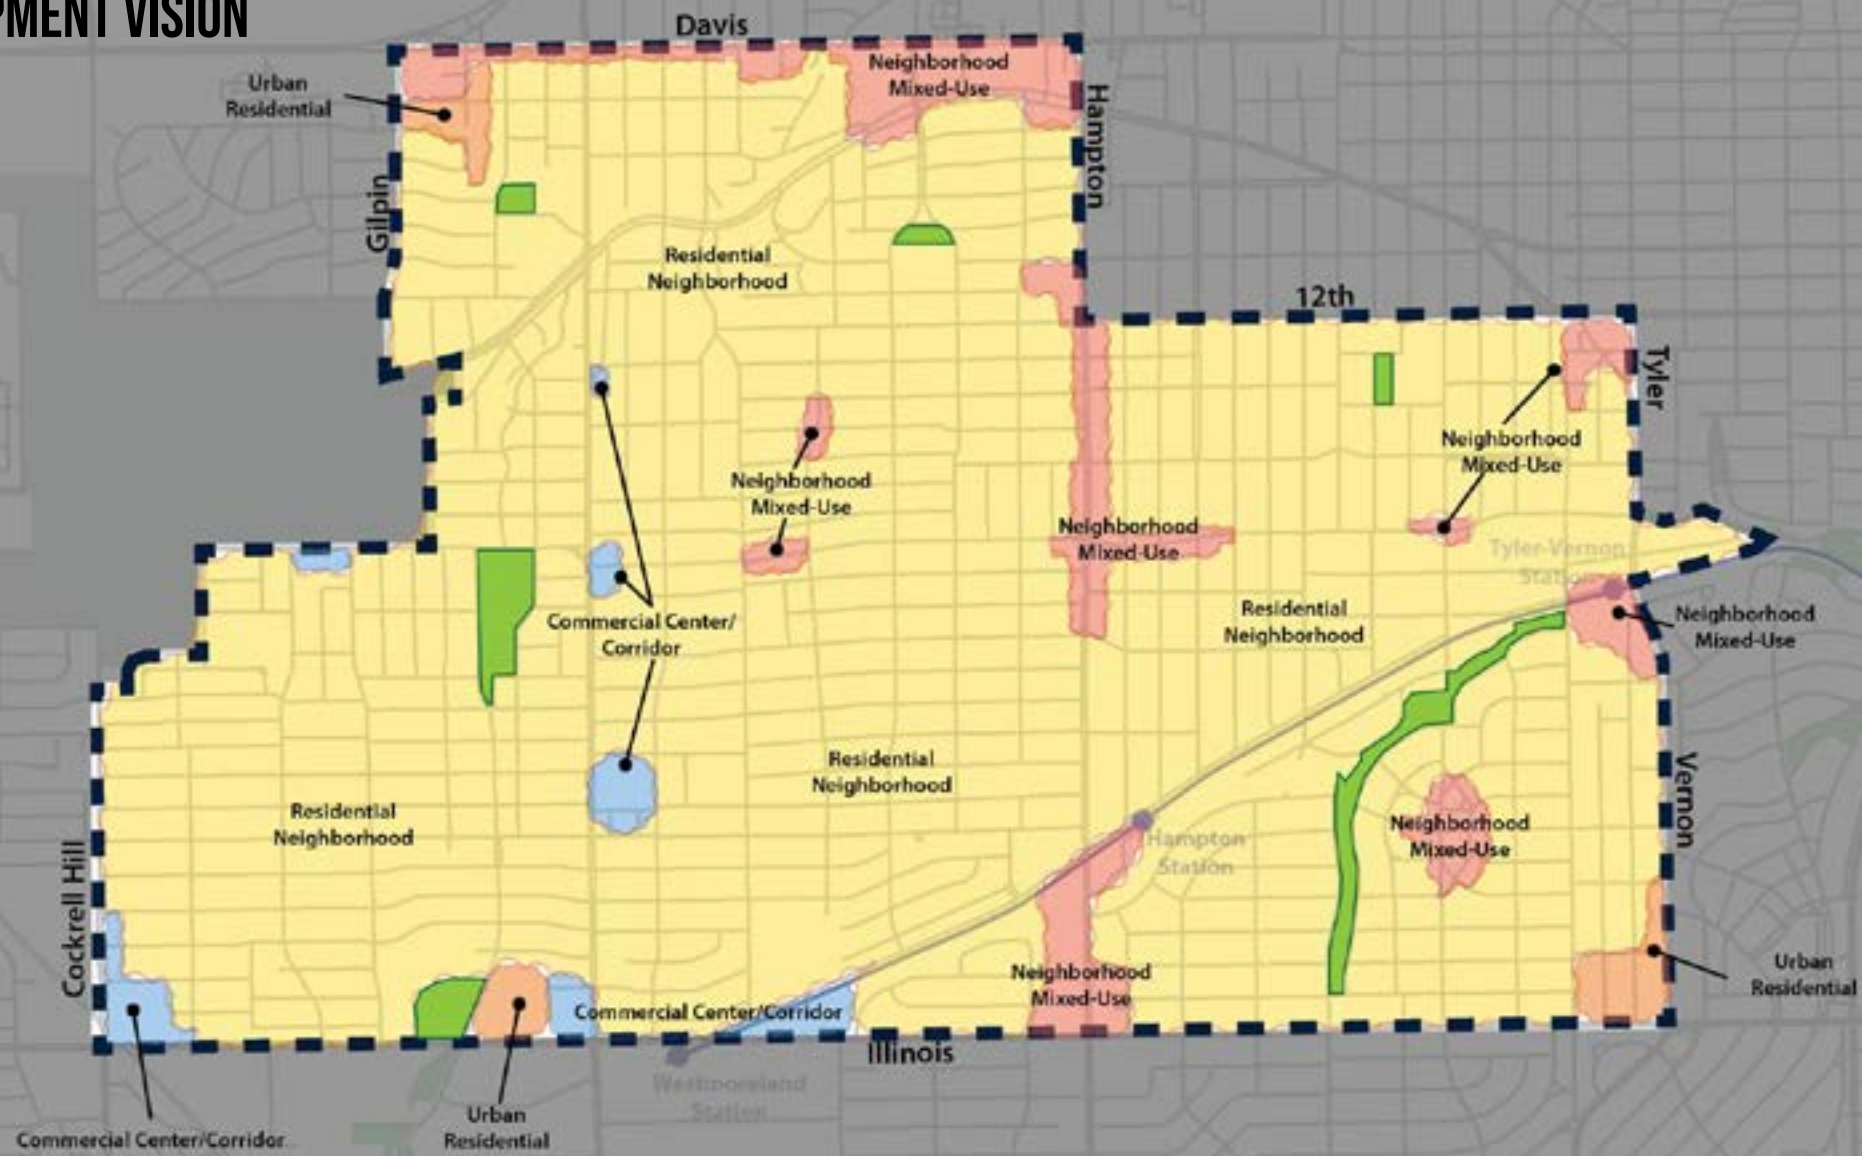 PMENT VISION
Davis
Urban
Residential
Neighborhood
Mixed-Use
Hampton
Gilpin
Residential
Neighborhood
12th
Tyler
Neighborhood
Mixed-Use
Neighborhood
Mixed-Use
Neighborhood
Mixed-Use
Tyler-Vernon
Station
Commercial Center/
Corridor
Residential
Neighborhood
Neighborhood
Mixed-Use
Residential
Neighborhood
Residential
Neighborhood
Vernon
Neighborhood
Mixed-Use
Hampton
Station
Cockrell Hill
Neighborhood
Mixed-Use
Urban
Residential
Commercial Center/Corridor
Illinois
Westmoreland
Station
Urban
Residential
Commercial Center/Corridor